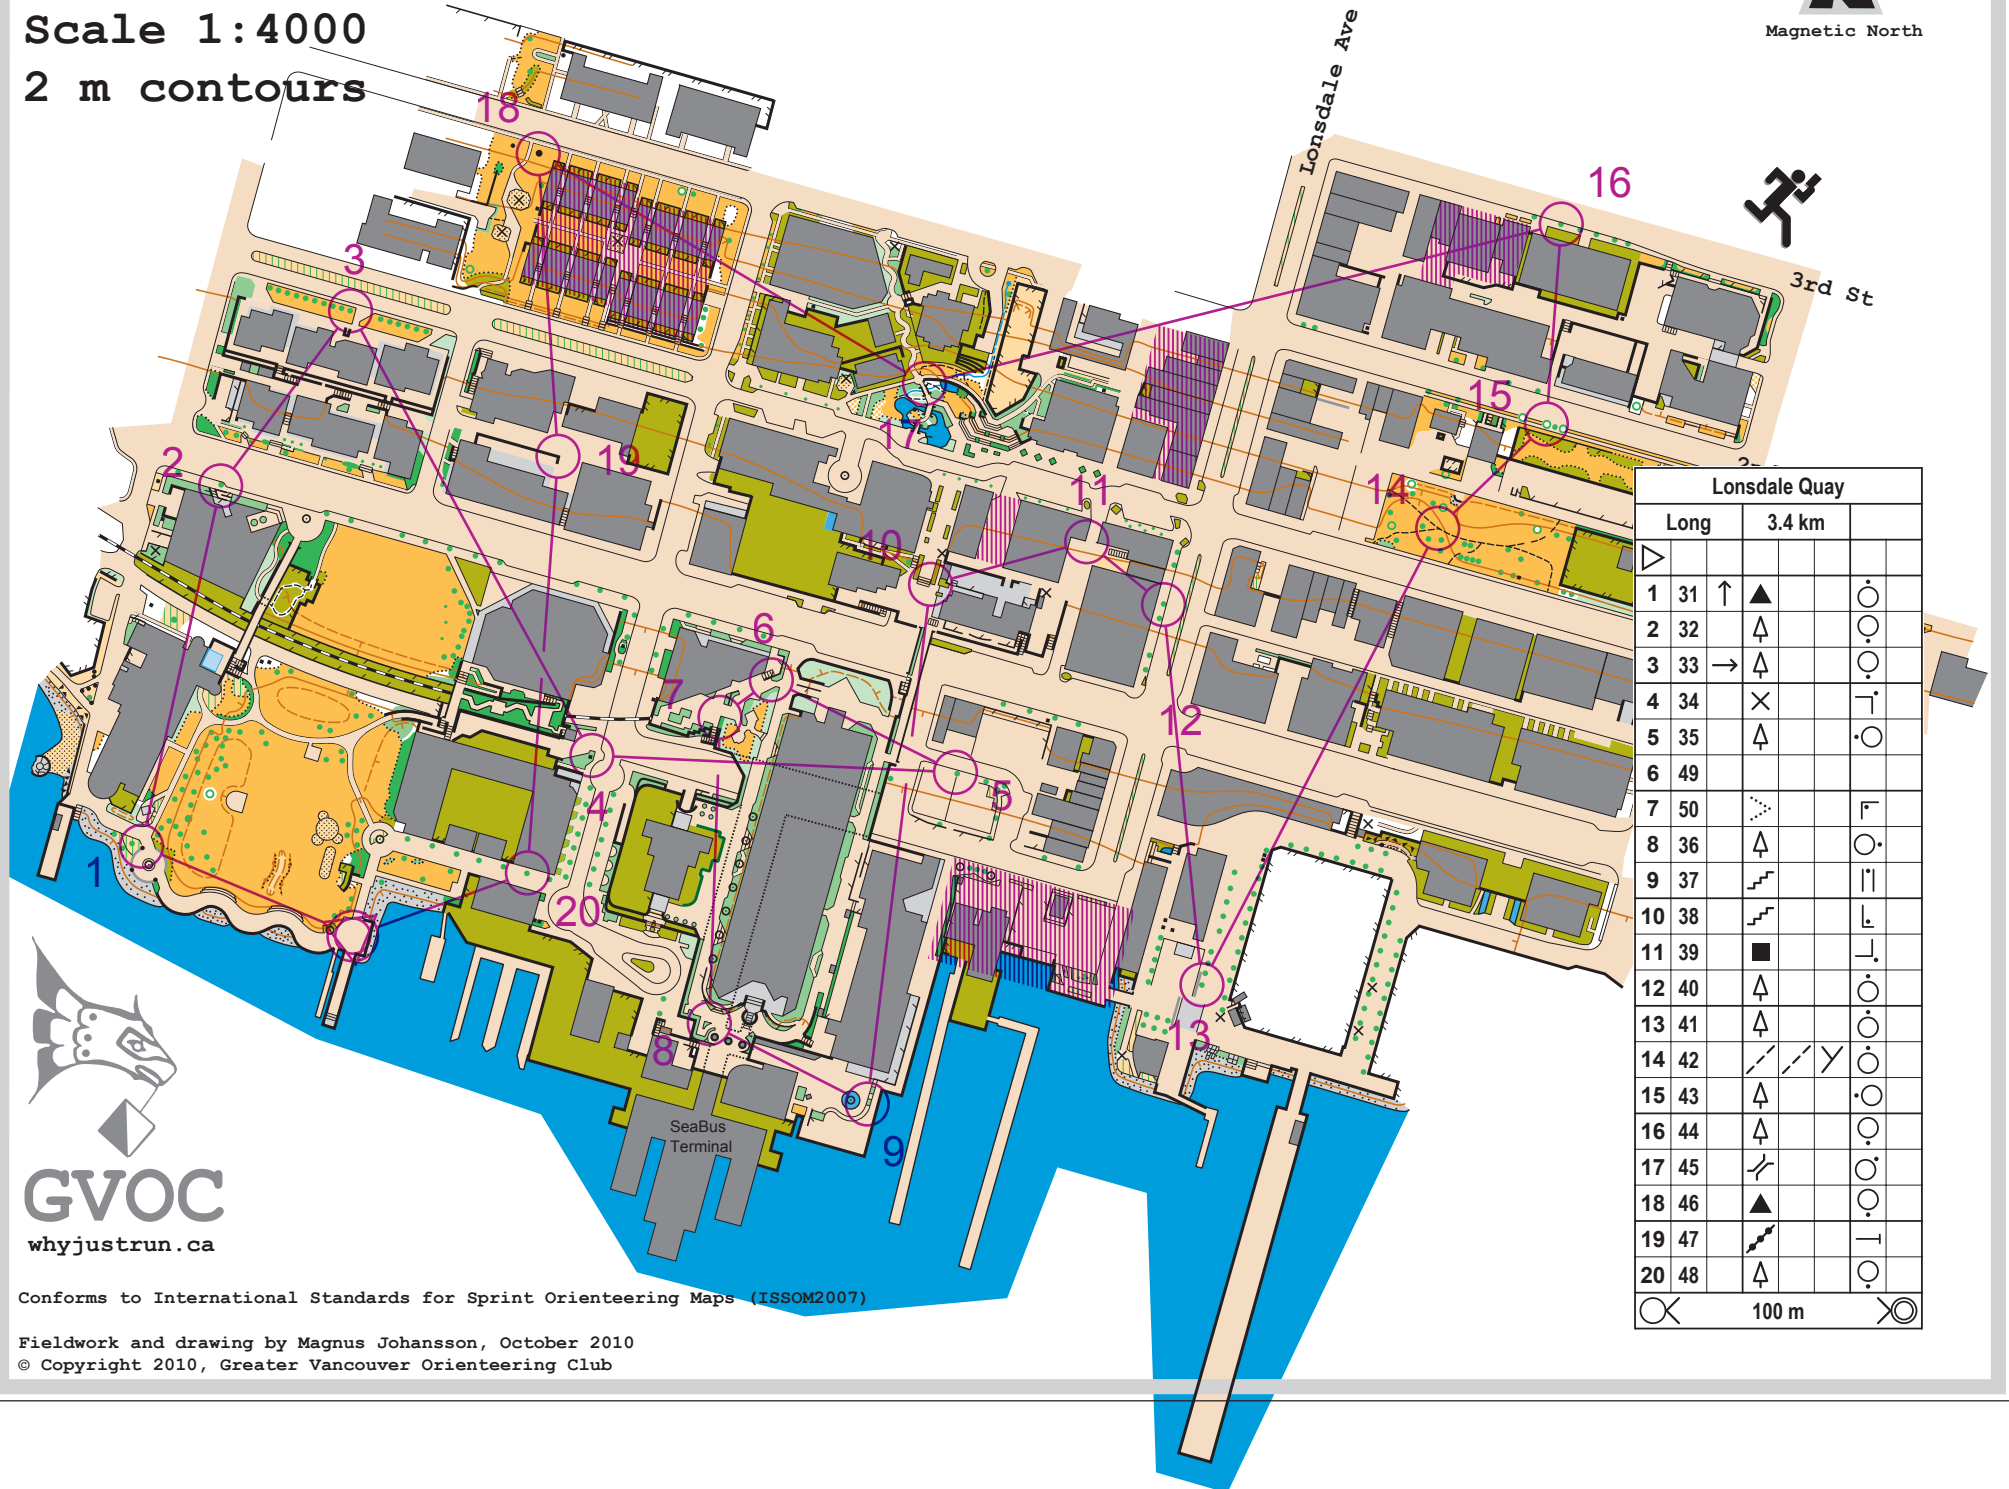 Scale 1:4000
2 m contours
Magnetic North
Lonsdale Ave
3rd St
18
16
3
15
2
17
19
14
11
10
6
7
12
4
5
1
20
13
8
9
SeaBus
Terminal
Lonsdale Quay
Long 3.4 km
1 31
2 32
3 33
4 34
5 35
6 49
7 50
8 36
9 37
10 38
11 39
12 40
13 41
14 42
15 43
16 44
17 45
18 46
19 47
20 48
100 m
GVOC
whyjustrun.ca
Conforms to International Standards for Sprint Orienteering Maps (ISSOM2007)
Fieldwork and drawing by Magnus Johansson, October 2010
© Copyright 2010, Greater Vancouver Orienteering Club